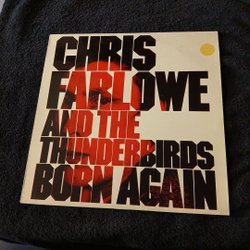 CHRIS
FARLOWE
AND THE
THUNDERBIRDS
BORN AGAIN